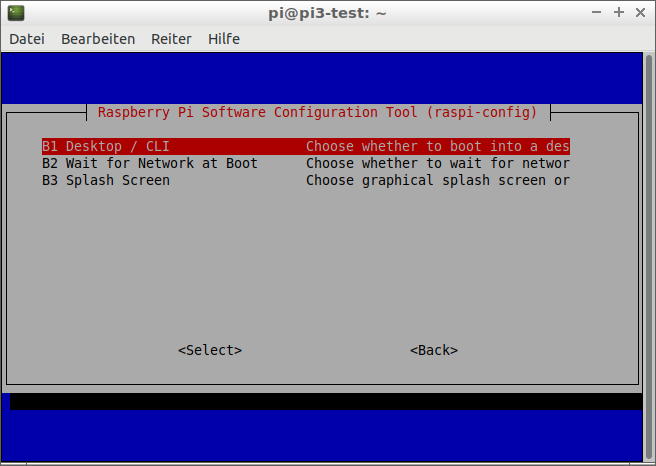 pi@pi3-test: ~
Datei Bearbeiten Reiter Hilfe
Raspberry Pi Software Configuration Tool (raspi-config)
B1 Desktop / CLI Choose whether to boot into a des
B2 Wait for Network at Boot Choose whether to wait for networ
B3 Splash Screen Choose graphical splash screen or
<Select> <Back>